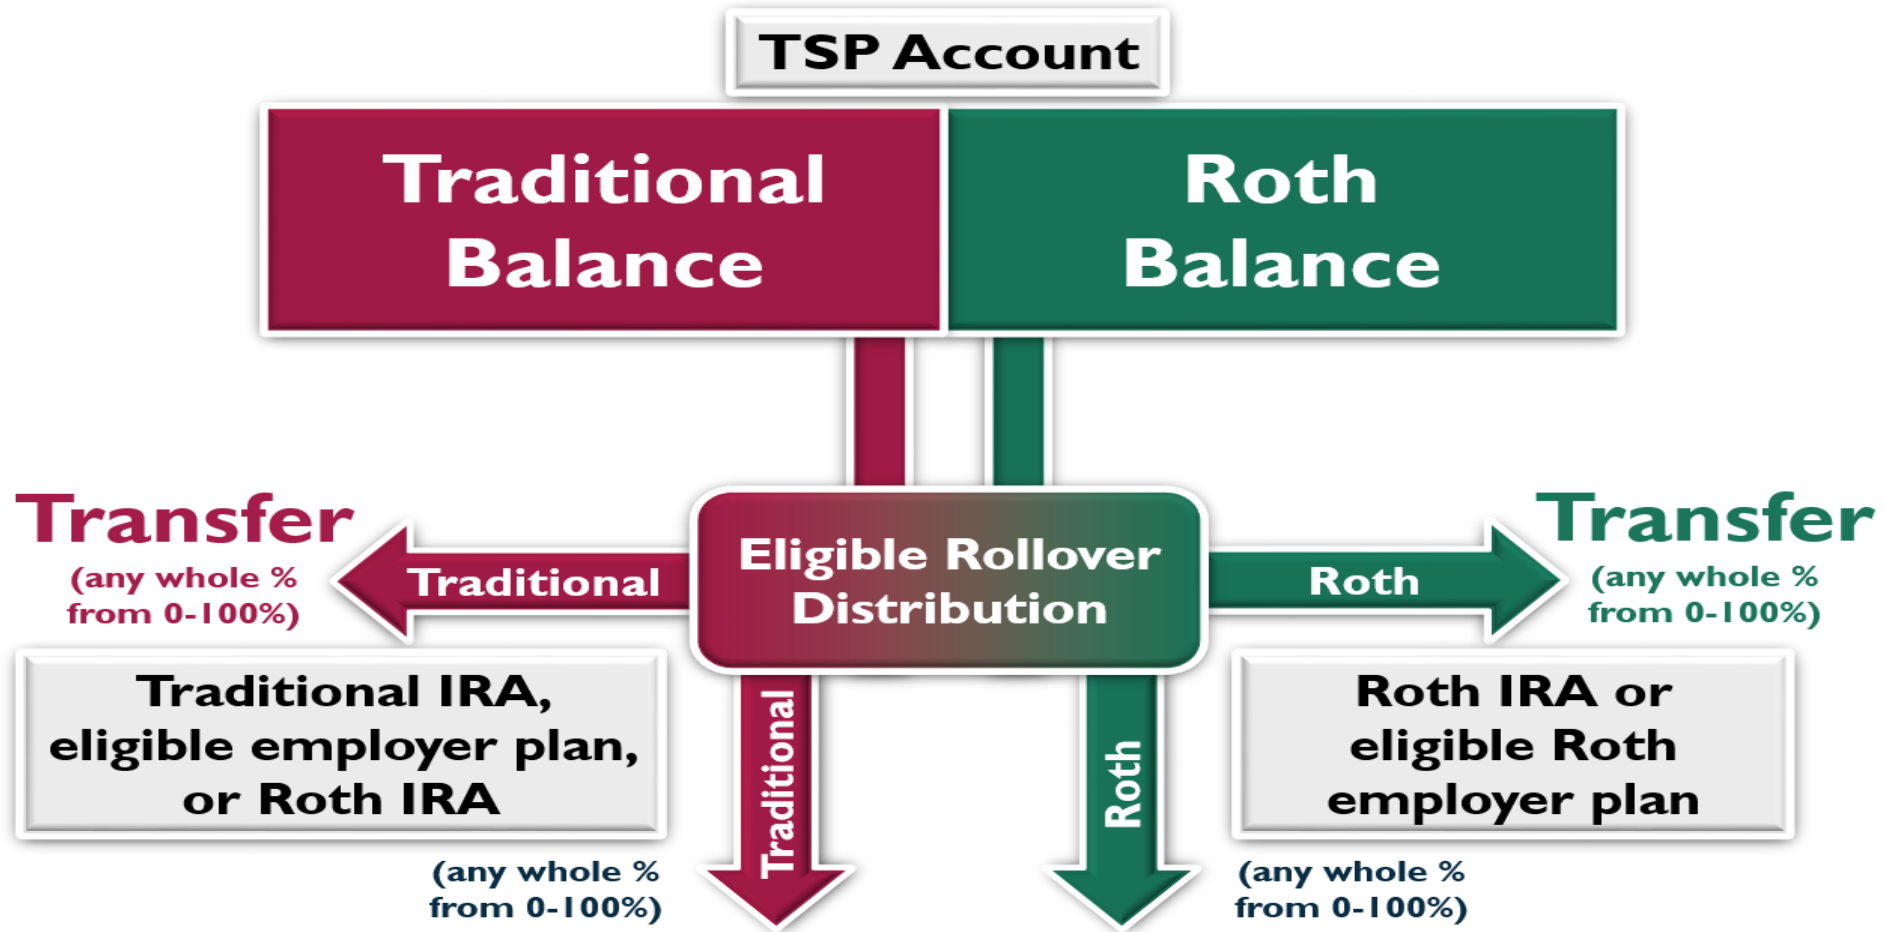 TSP Account
Traditional
Balance
Roth
Balance
Transfer
(any whole %
from 0-100%)
Traditional
Eligible Rollover
Distribution
Roth
Transfer
(any whole %
from 0-100%)
Traditional IRA,
eligible employer plan,
or Roth IRA
Traditional
Roth
Roth IRA or
eligible Roth
employer plan
(any whole %
from 0-100%)
(any whole %
from 0-100%)